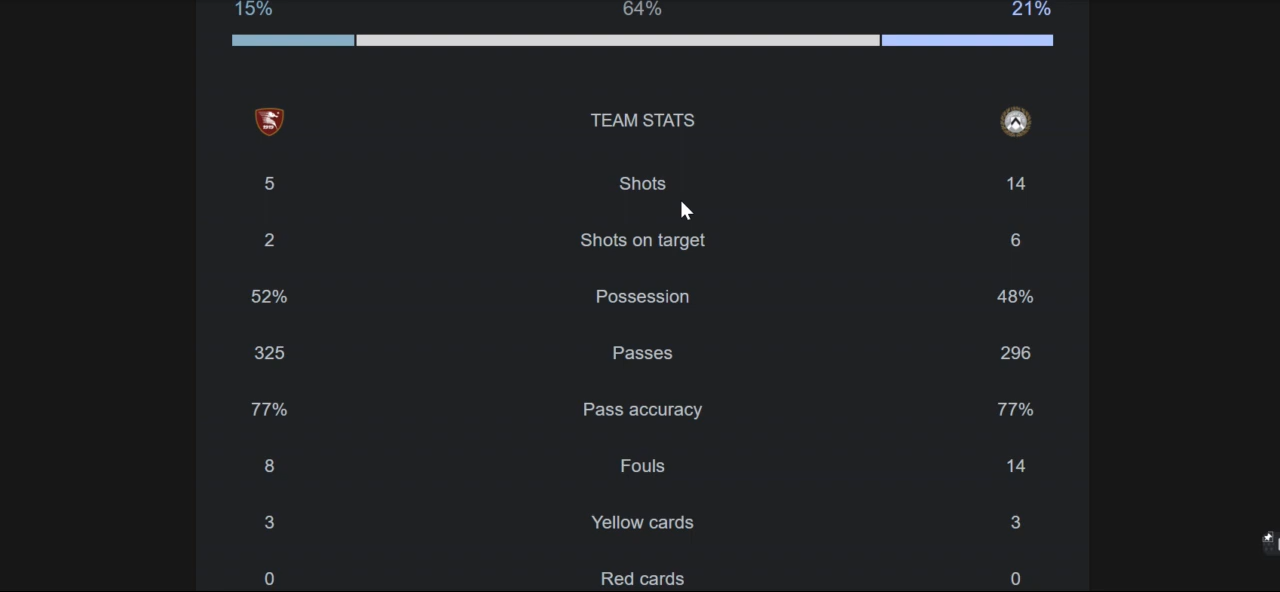 15% 64% 21%
TEAM STATS
5 Shots 14
2 Shots on target 6
52% Possession 48%
325 Passes 296
77% Pass accuracy 77%
8 Fouls 14
3 Yellow cards 3
0 Red cards 0